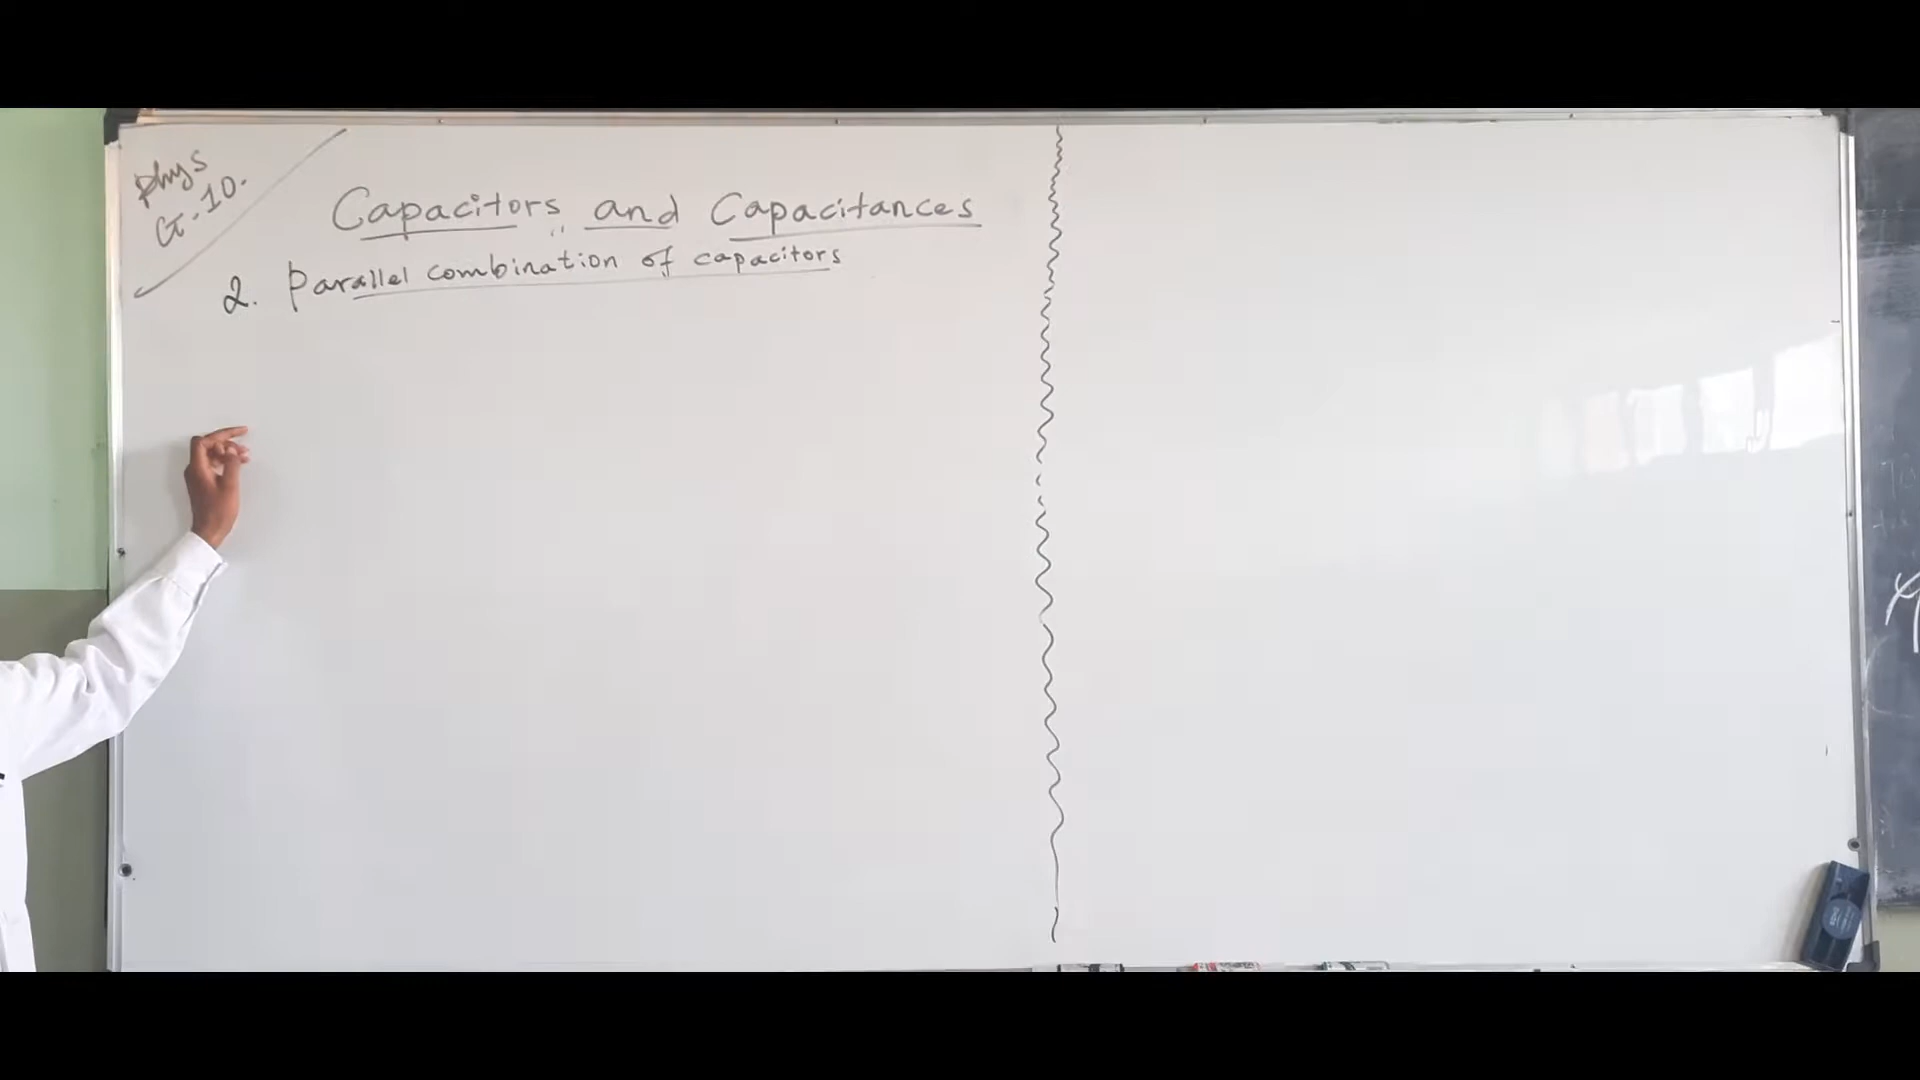 Phys
G-10.
Capacitors and Capacitances
2. Parallel combination of capacitors